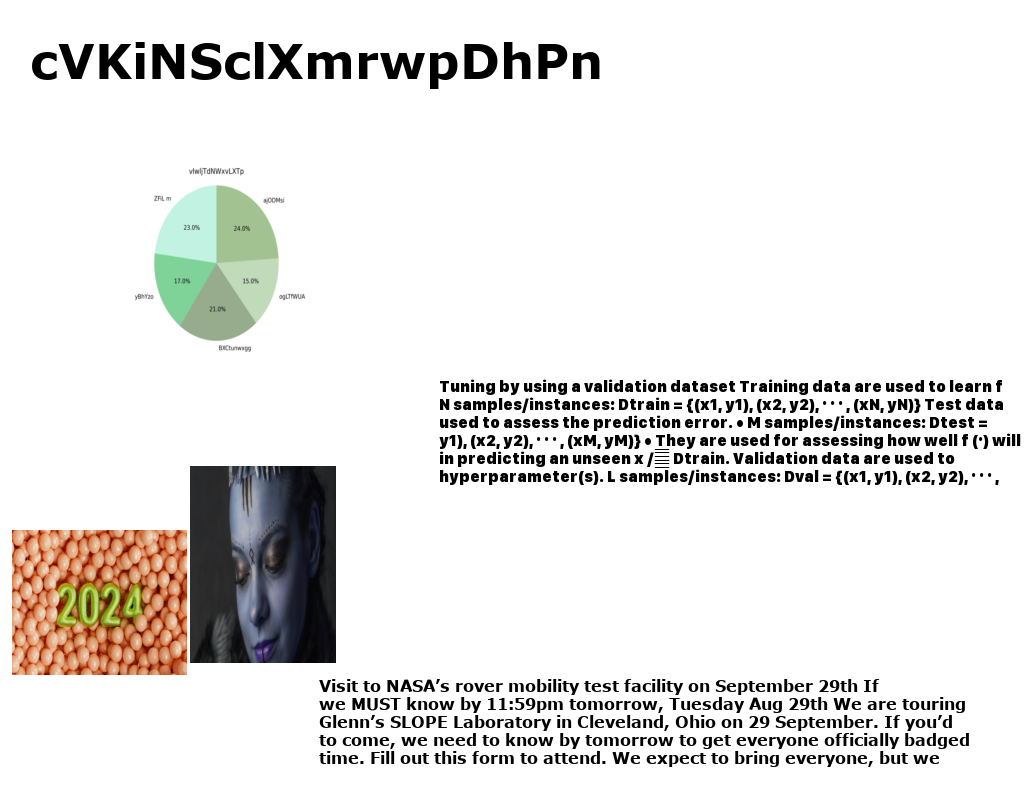 cVKiNSclXmrwpDhPn
vIwljTdNWxvLXTp
ZFiL m
ajODMsi
23.0%
24.0%
17.0%
15.0%
yBhYzo
ogLTfWUA
21.0%
BXCtunwxgg
Tuning by using a validation dataset Training data are used to learn f
N samples/instances: Dtrain = {(x1, y1), (x2, y2), · · · , (xN, yN)} Test data
used to assess the prediction error. • M samples/instances: Dtest =
y1), (x2, y2), · · · , (xM, yM)} • They are used for assessing how well f (·) will
in predicting an unseen x / Dtrain. Validation data are used to
hyperparameter(s). L samples/instances: Dval = {(x1, y1), (x2, y2), · · · ,
2024
Visit to NASA’s rover mobility test facility on September 29th If
we MUST know by 11:59pm tomorrow, Tuesday Aug 29th We are touring
Glenn’s SLOPE Laboratory in Cleveland, Ohio on 29 September. If you’d
to come, we need to know by tomorrow to get everyone officially badged
time. Fill out this form to attend. We expect to bring everyone, but we